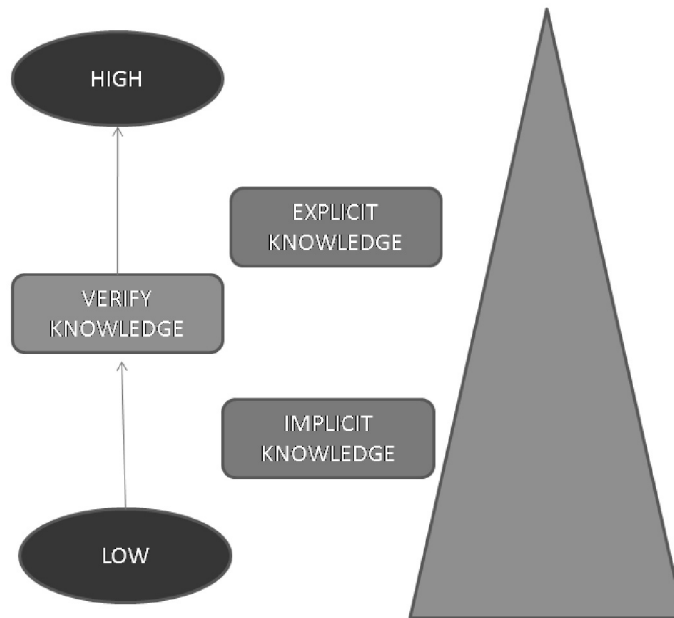 HIGH
EXPLICIT
KNOWLEDGE
VERIFY
KNOWLEDGE
IMPLICIT
KNOWLEDGE
LOW